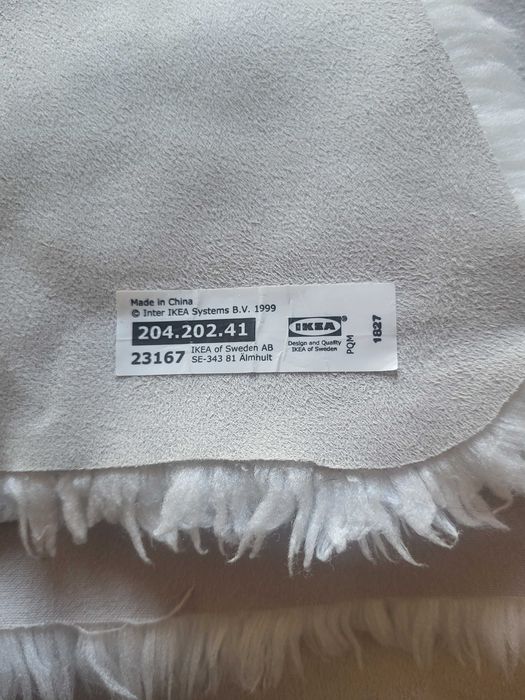 Made in China
© Inter IKEA Systems B.V. 1999
204.202.41
23167
IKEA of Sweden AB
SE-343 81 Älmhult
IKEA®
Design and Quality
IKEA of Sweden
PQM
1827